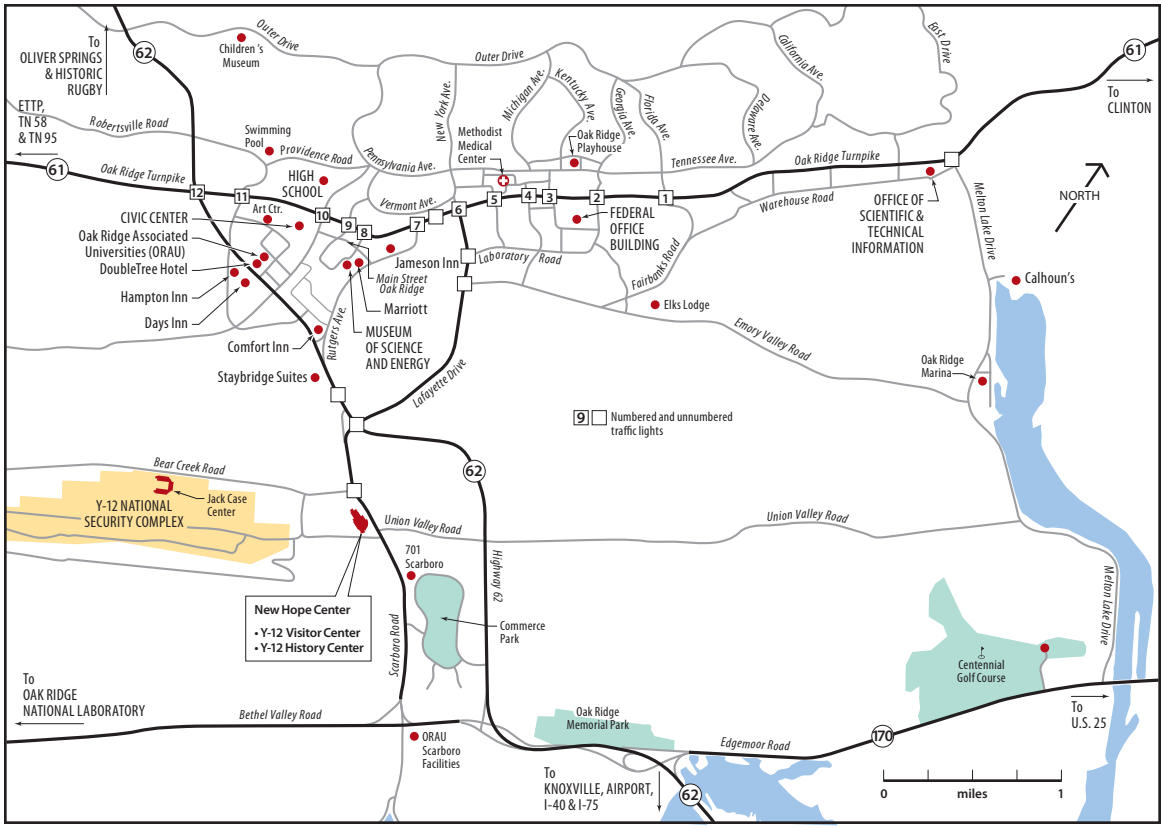 To
OLIVER SPRINGS
& HISTORIC
RUGBY
62
Children 's
Museum
Outer Drive
Outer Drive
California Ave.
East Drive
61
To
CLINTON
ETTP,
TN 58
& TN 95
Robertsville Road
Swimming
Pool
Providence Road
New York Ave.
Michigan Ave.
Kentucky Ave.
Georgia Ave.
Florida Ave.
Delaware Ave.
Methodist
Medical
Center
Oak Ridge
Playhouse
61
Oak Ridge Turnpike
HIGH
SCHOOL
Pennsylvania Ave.
Tennessee Ave.
Oak Ridge Turnpike
NORTH
12
11
10
9
8
7
6
5
4
3
2
1
Art Ctr.
Vermont Ave.
Warehouse Road
CIVIC CENTER
Oak Ridge Associated
Universities (ORAU)
DoubleTree Hotel
Hampton Inn
Days Inn
FEDERAL
OFFICE
BUILDING
OFFICE OF
SCIENTIFIC &
TECHNICAL
INFORMATION
Melton Lake Drive
Jameson Inn
Laboratory Road
Main Street
Oak Ridge
Fairbanks Road
Calhoun's
Marriott
Elks Lodge
Rutgers Ave.
MUSEUM
OF SCIENCE
AND ENERGY
Emory Valley Road
Comfort Inn
Staybridge Suites
Lafayette Drive
Oak Ridge
Marina
9
Numbered and unnumbered
traffic lights
Bear Creek Road
62
Y-12 NATIONAL
SECURITY COMPLEX
Jack Case
Center
Union Valley Road
Union Valley Road
701
Scarboro
Highway 62
Melton Lake Drive
New Hope Center
• Y-12 Visitor Center
• Y-12 History Center
Commerce
Park
Scarboro Road
Centennial
Golf Course
To
OAK RIDGE
NATIONAL LABORATORY
Bethel Valley Road
ORAU
Scarboro
Facilities
Oak Ridge
Memorial Park
Edgemoor Road
170
To
U.S. 25
To
KNOXVILLE, AIRPORT,
I-40 & I-75
62
0 miles 1